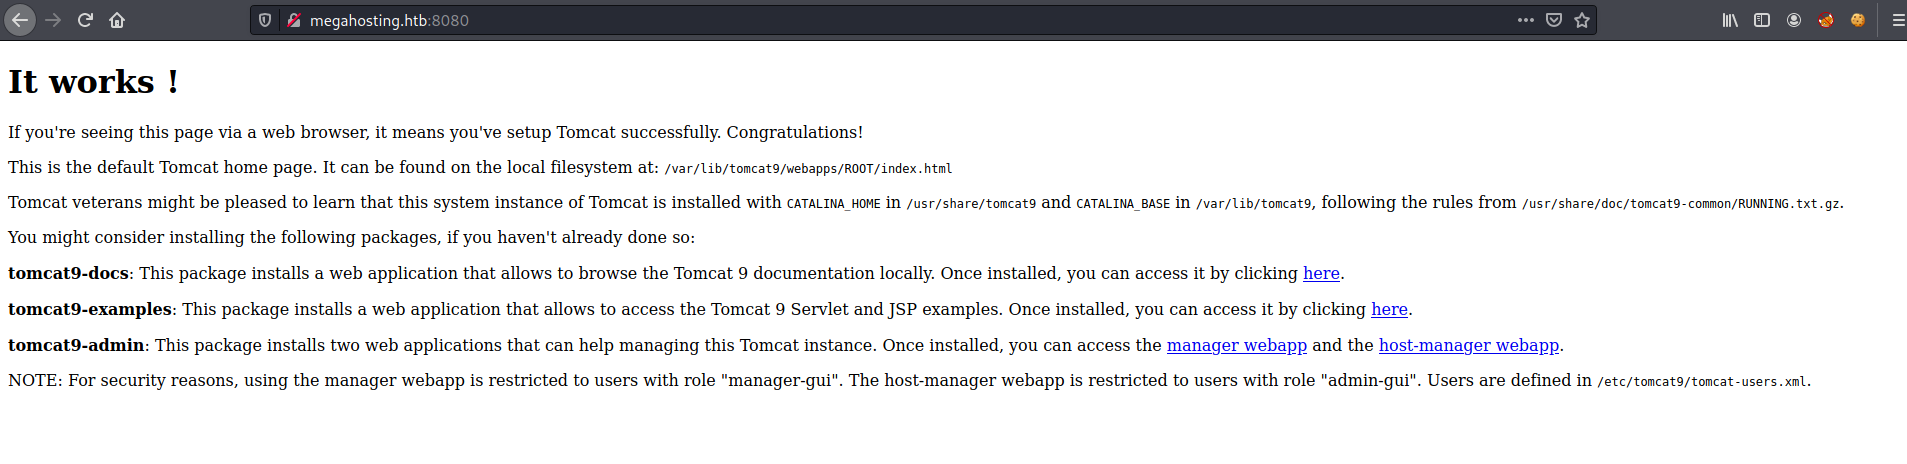 megahosting.htb:8080
It works !
If you're seeing this page via a web browser, it means you've setup Tomcat successfully. Congratulations!
This is the default Tomcat home page. It can be found on the local filesystem at: /var/lib/tomcat9/webapps/ROOT/index.html
Tomcat veterans might be pleased to learn that this system instance of Tomcat is installed with CATALINA_HOME in /usr/share/tomcat9 and CATALINA_BASE in /var/lib/tomcat9, following the rules from /usr/share/doc/tomcat9-common/RUNNING.txt.gz.
You might consider installing the following packages, if you haven't already done so:
tomcat9-docs: This package installs a web application that allows to browse the Tomcat 9 documentation locally. Once installed, you can access it by clicking here.
tomcat9-examples: This package installs a web application that allows to access the Tomcat 9 Servlet and JSP examples. Once installed, you can access it by clicking here.
tomcat9-admin: This package installs two web applications that can help managing this Tomcat instance. Once installed, you can access the manager webapp and the host-manager webapp.
NOTE: For security reasons, using the manager webapp is restricted to users with role "manager-gui". The host-manager webapp is restricted to users with role "admin-gui". Users are defined in /etc/tomcat9/tomcat-users.xml.